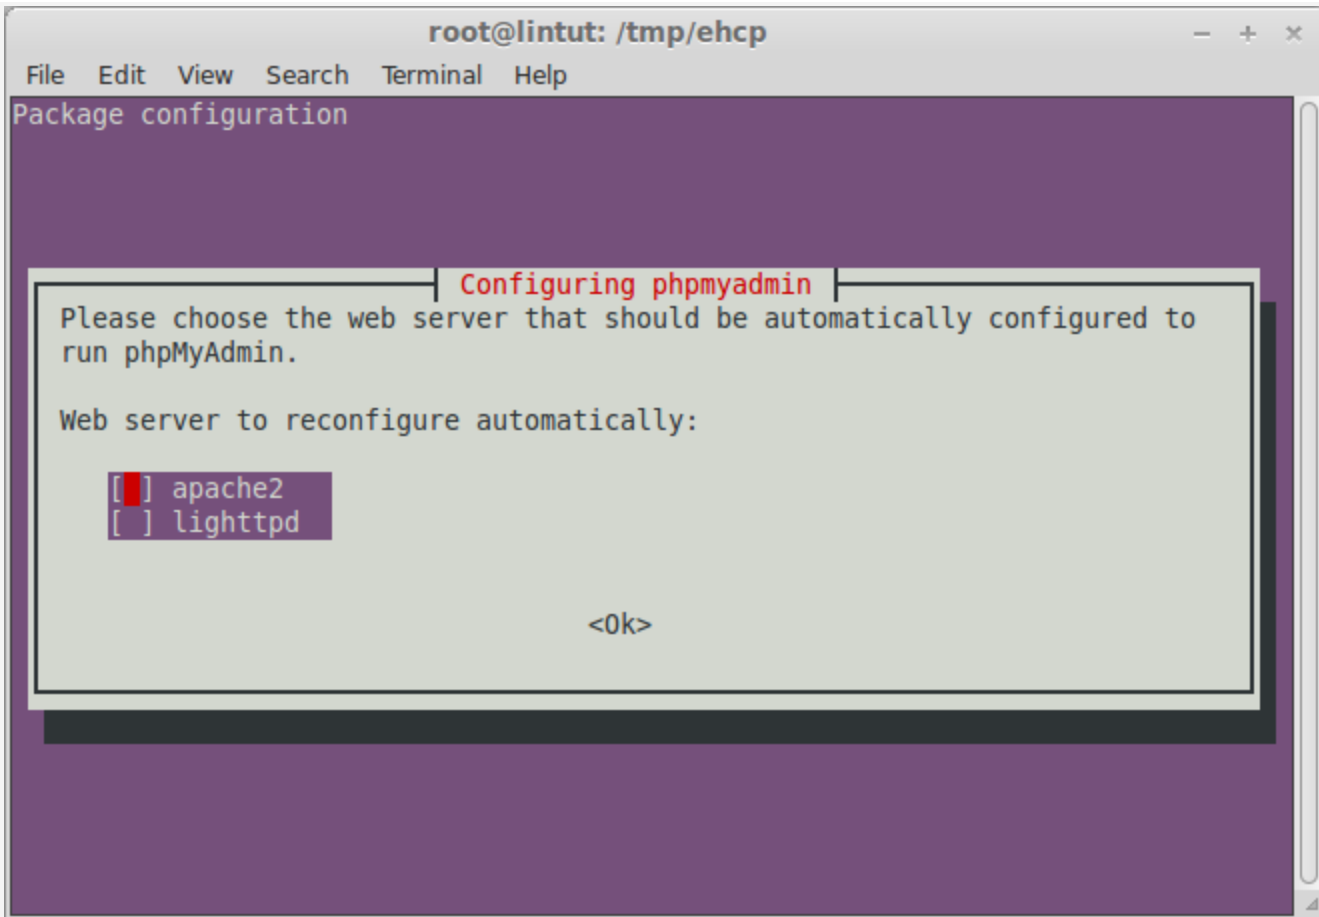 root@lintut: /tmp/ehcp
File Edit View Search Terminal Help
Package configuration
Configuring phpmyadmin
Please choose the web server that should be automatically configured to
run phpMyAdmin.
Web server to reconfigure automatically:
[ ] apache2
[ ] lighttpd
<Ok>